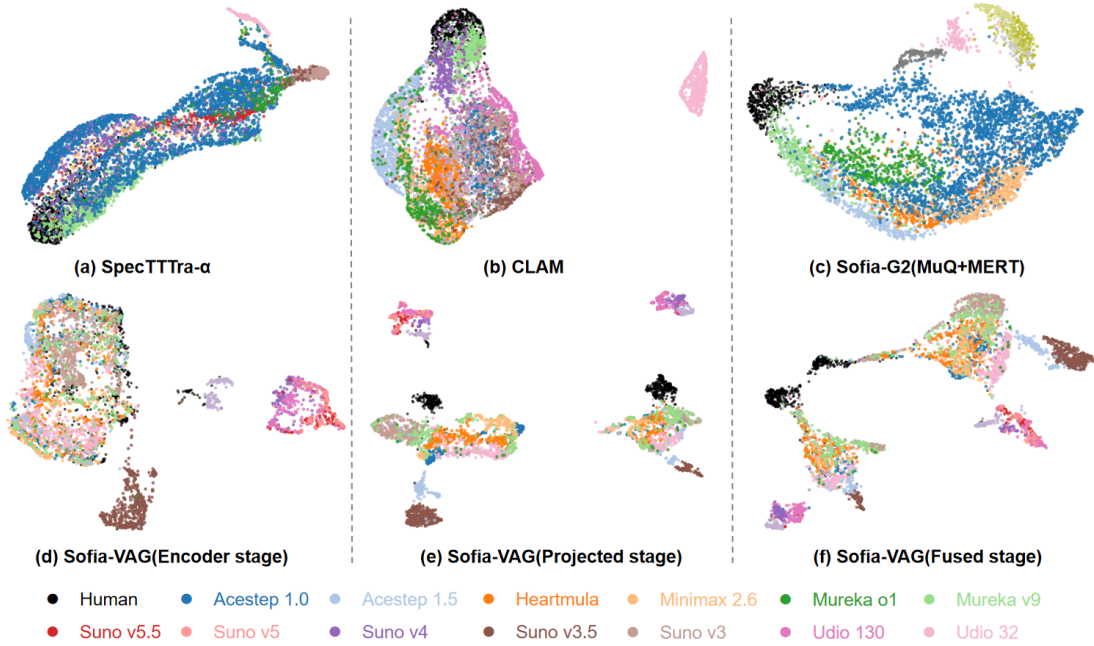 (a) SpecTTTra-α
(b) CLAM
(c) Sofia-G2(MuQ+MERT)
(d) Sofia-VAG(Encoder stage)
(e) Sofia-VAG(Projected stage)
(f) Sofia-VAG(Fused stage)
Human Acestep 1.0 Acestep 1.5 Heartmula Minimax 2.6 Mureka o1 Mureka v9
Suno v5.5 Suno v5 Suno v4 Suno v3.5 Suno v3 Udio 130 Udio 32